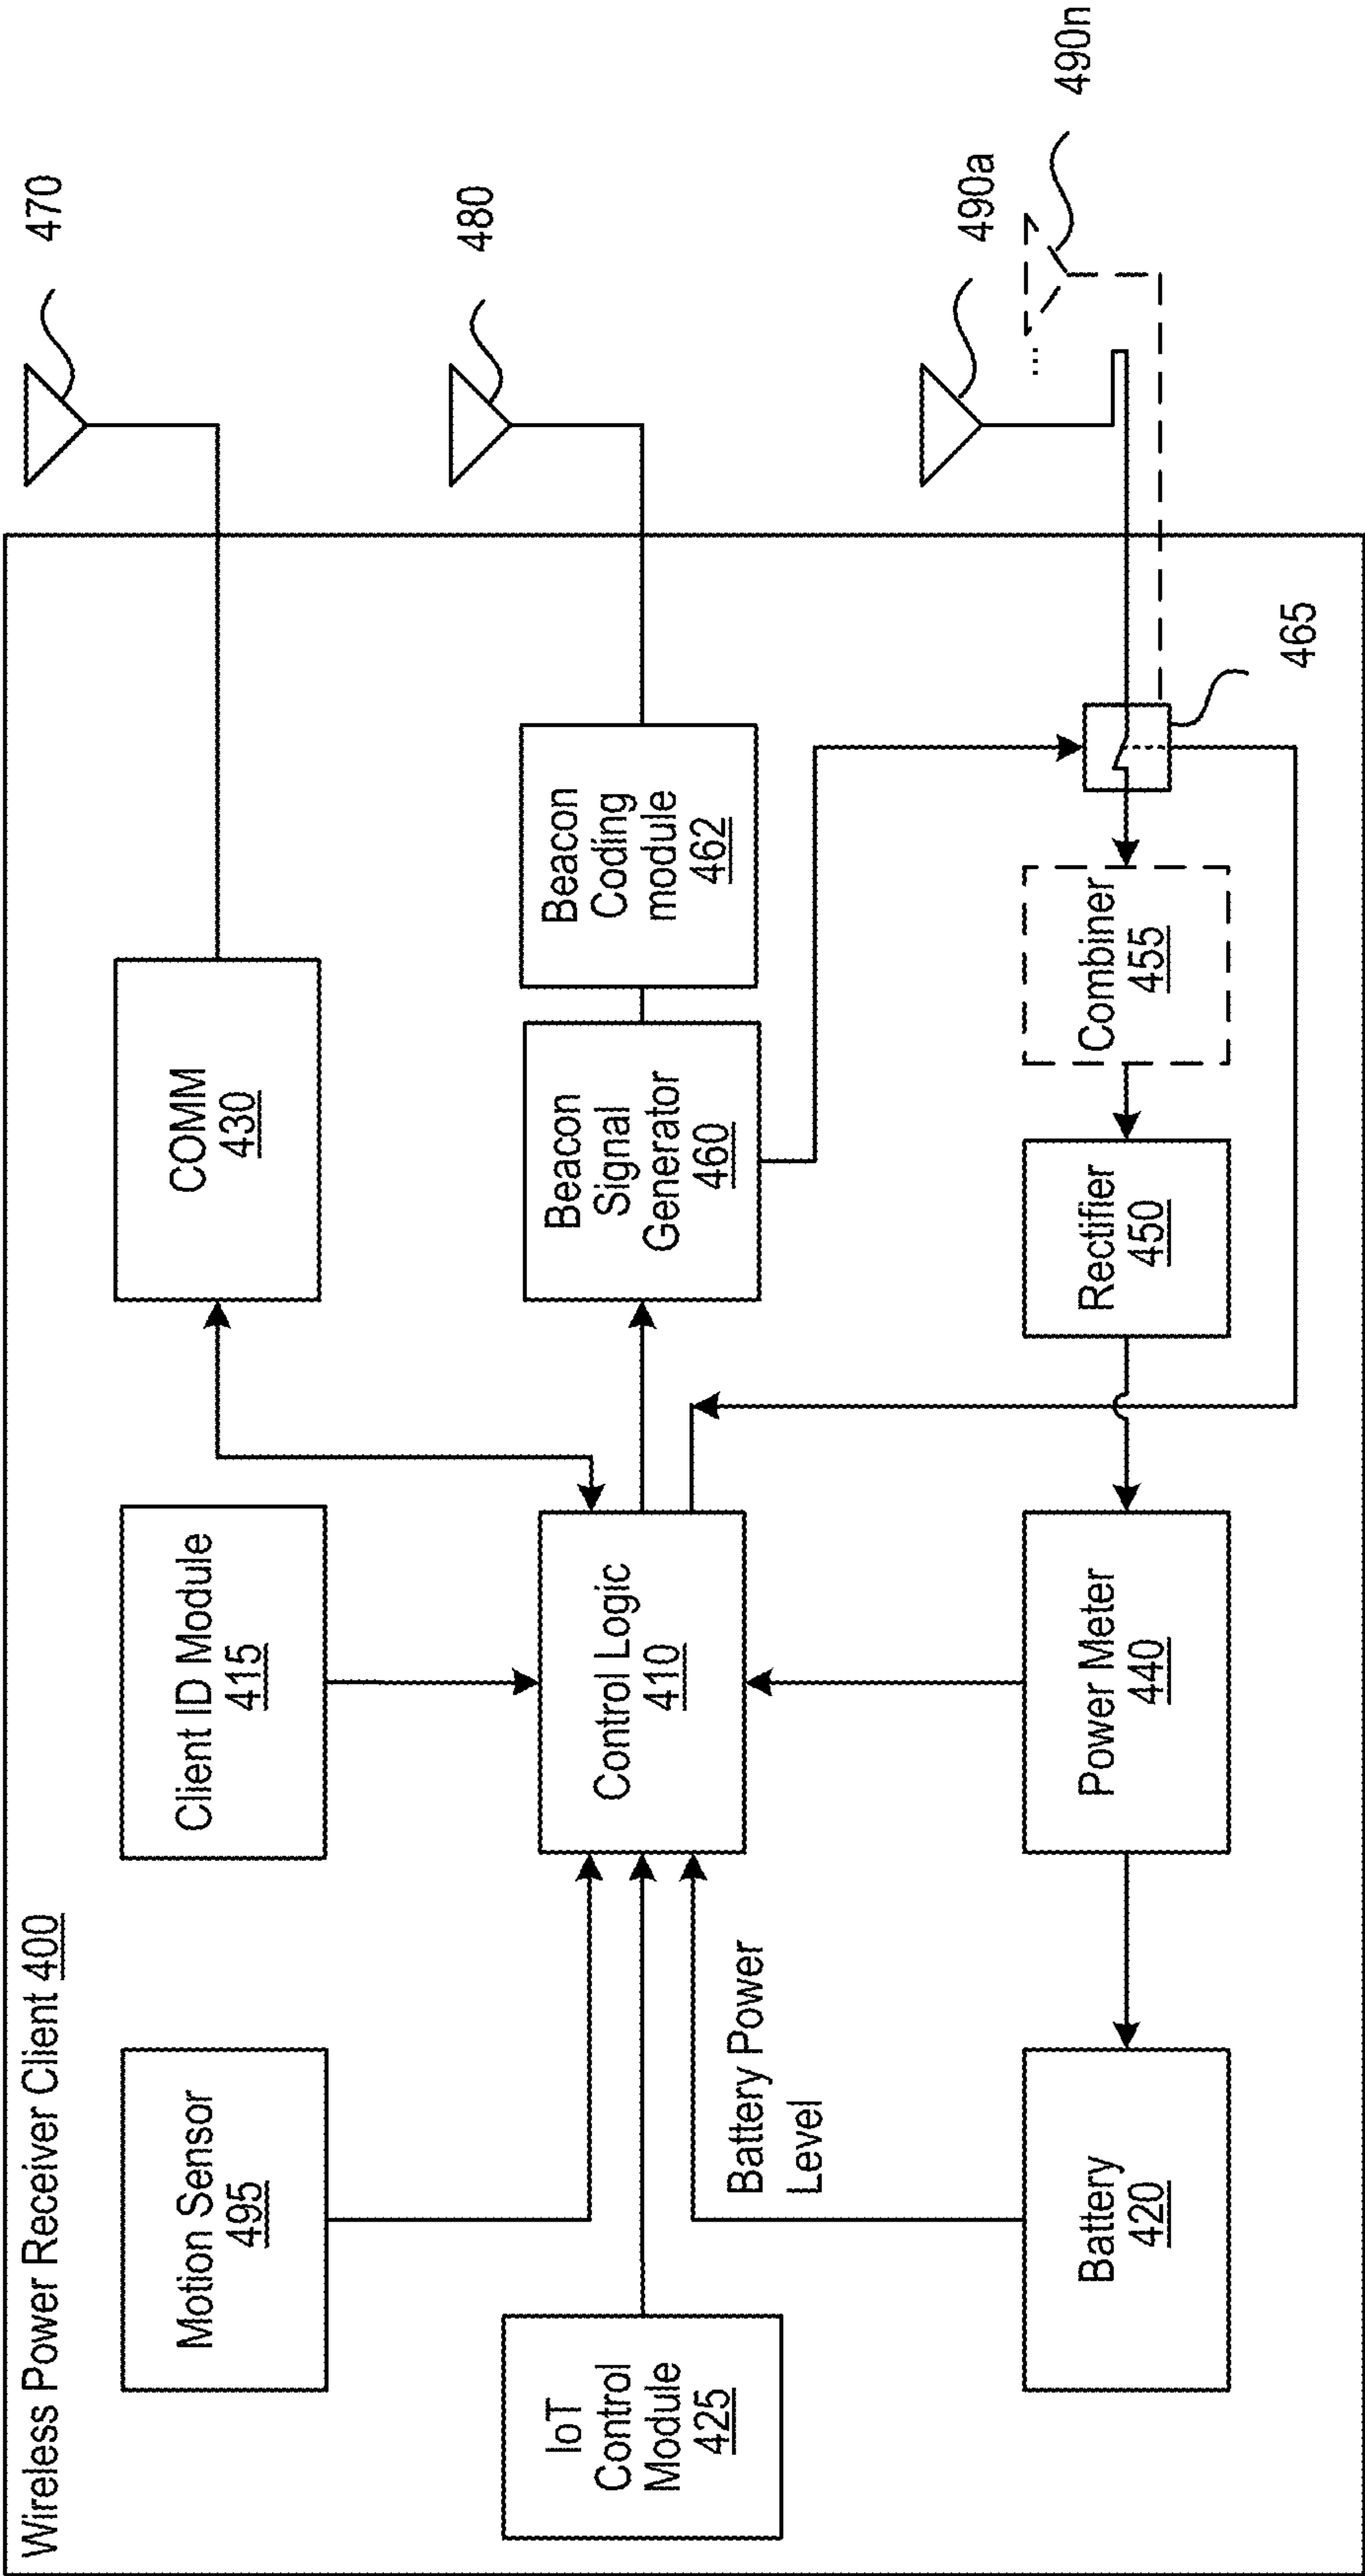 Wireless Power Receiver Client 400
Motion Sensor
495
Client ID Module
415
COMM
430
470
IoT
Control
Module
425
Control Logic
410
Beacon
Signal
Generator
460
Beacon
Coding
module
462
480
Battery Power
Level
Battery
420
Power Meter
440
Rectifier
450
Combiner
455
465
490a
...
490n